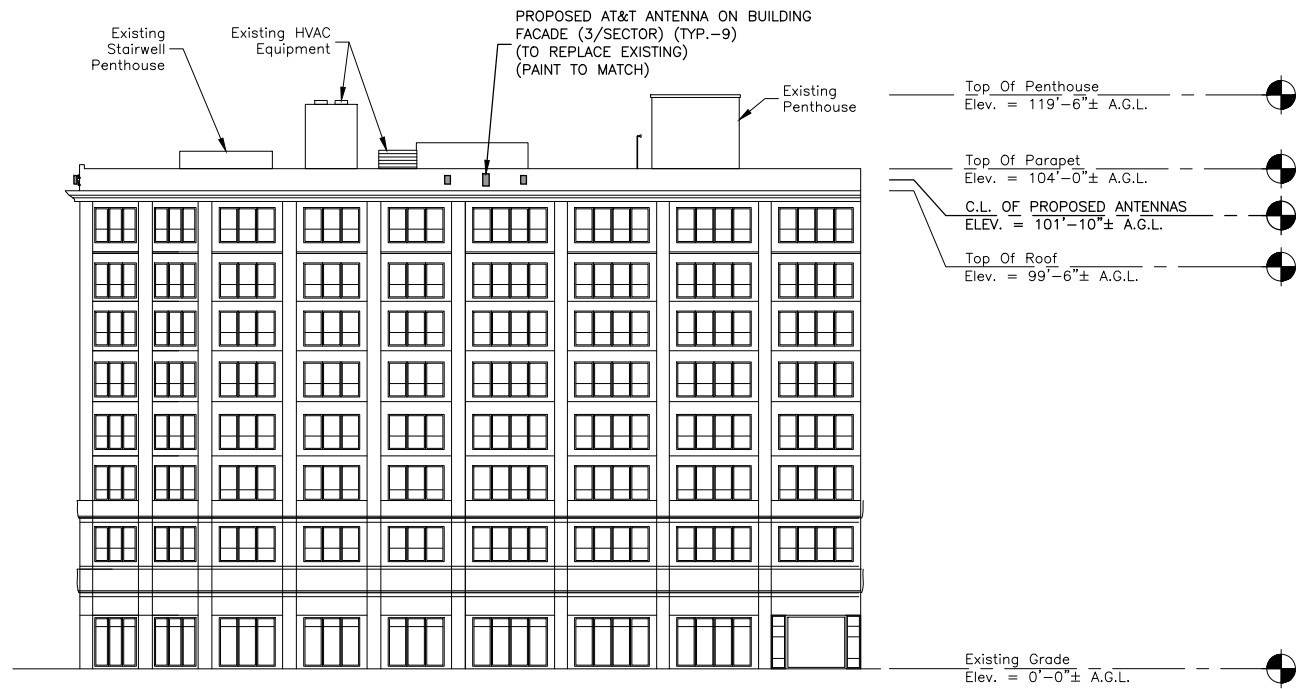 PROPOSED AT&T ANTENNA ON BUILDING
FACADE (3/SECTOR) (TYP.-9)
(TO REPLACE EXISTING)
(PAINT TO MATCH)
Existing
Stairwell
Penthouse
Existing HVAC
Equipment
Existing
Penthouse
Top Of Penthouse
Elev. = 119'-6"± A.G.L.
Top Of Parapet
Elev. = 104'-0"± A.G.L.
C.L. OF PROPOSED ANTENNAS
ELEV. = 101'-10"± A.G.L.
Top Of Roof
Elev. = 99'-6"± A.G.L.
Existing Grade
Elev. = 0'-0"± A.G.L.